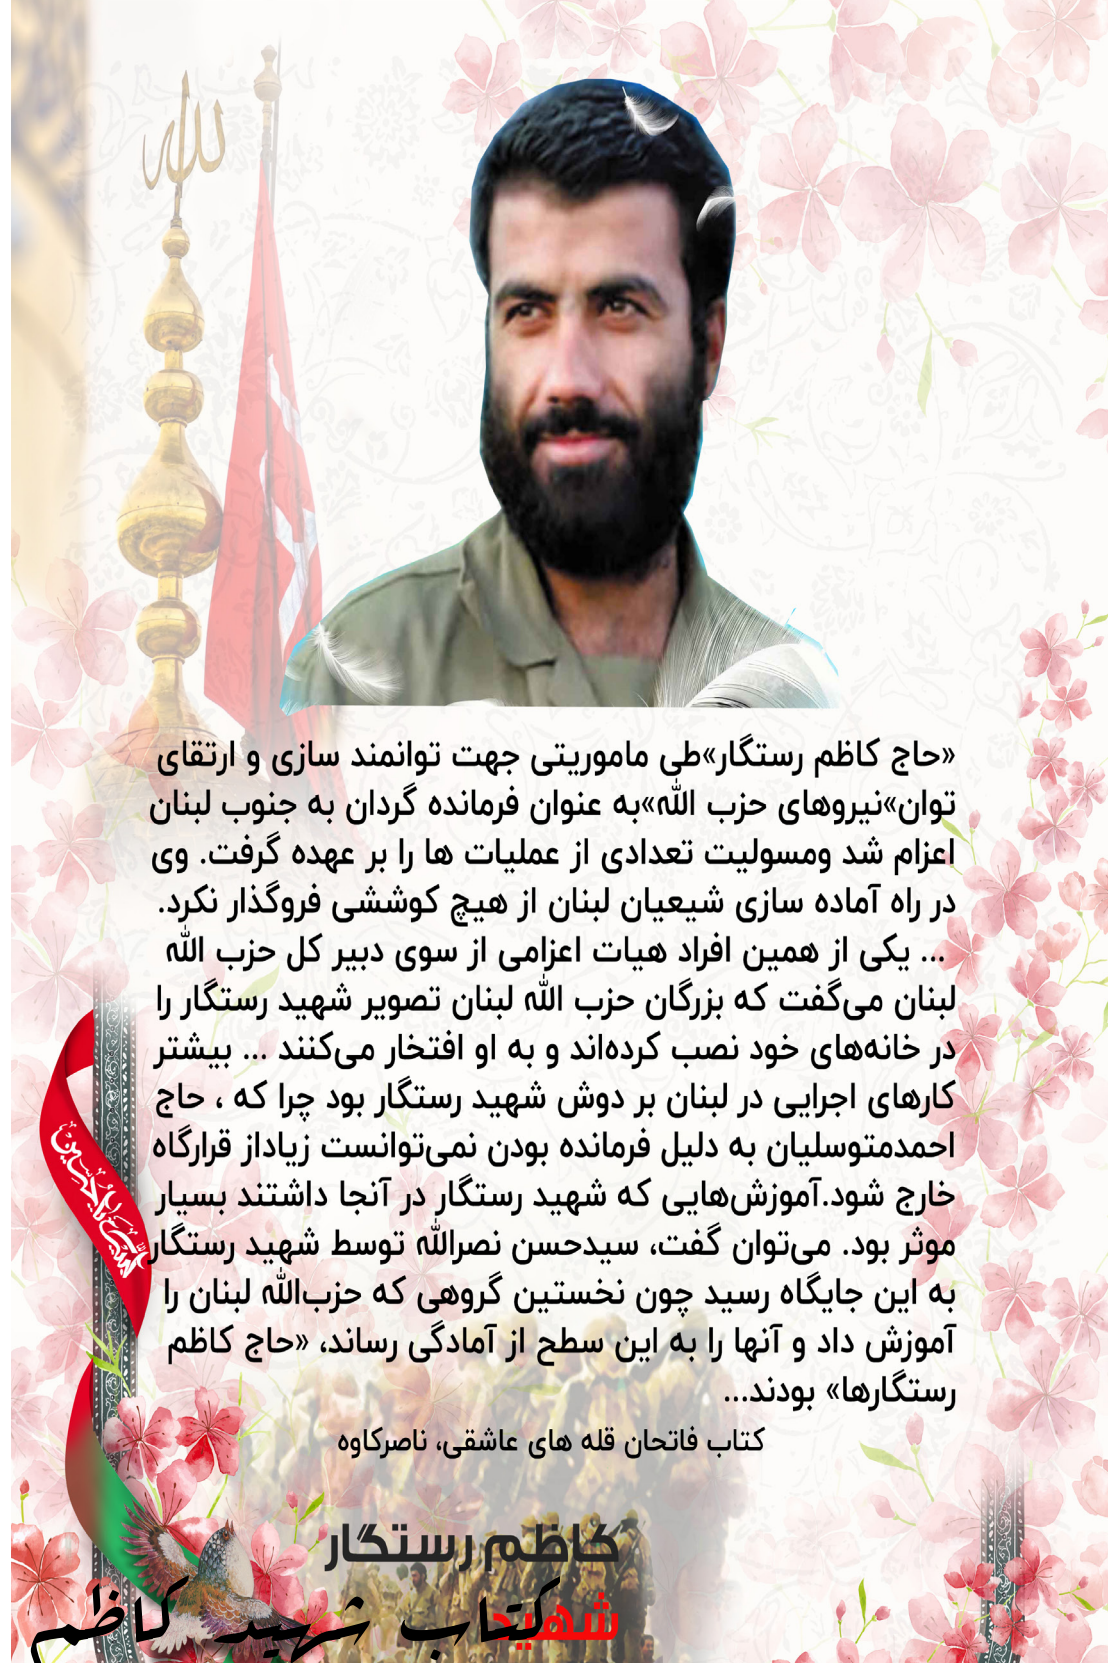 الله
«حاج کاظم رستگار»طی ماموریتی جهت توانمند سازی و ارتقای
توان»نیروهای حزب الله»به عنوان فرمانده گردان به جنوب لبنان
اعزام شد ومسولیت تعدادی از عملیات ها را بر عهده گرفت. وی
در راه آماده سازی شیعیان لبنان از هیچ کوششی فروگذار نکرد.
... یکی از همین افراد هیات اعزامی از سوی دبیر کل حزب الله
لبنان می‌گفت که بزرگان حزب الله لبنان تصویر شهید رستگار را
در خانه‌های خود نصب کرده‌اند و به او افتخار می‌کنند ... بیشتر
کارهای اجرایی در لبنان بر دوش شهید رستگار بود چرا که ، حاج
احمدمتوسلیان به دلیل فرمانده بودن نمی‌توانست زیاداز قرارگاه
خارج شود.آموزش‌هایی که شهید رستگار در آنجا داشتند بسیار
موثر بود. می‌توان گفت، سیدحسن نصرالله توسط شهید رستگار
به این جایگاه رسید چون نخستین گروهی که حزب‌الله لبنان را
آموزش داد و آنها را به این سطح از آمادگی رساند، «حاج کاظم
رستگارها» بودند...
کتاب فاتحان قله های عاشقی، ناصرکاوه
کاظم رستگار
شهید
کتاب شهید کاظم